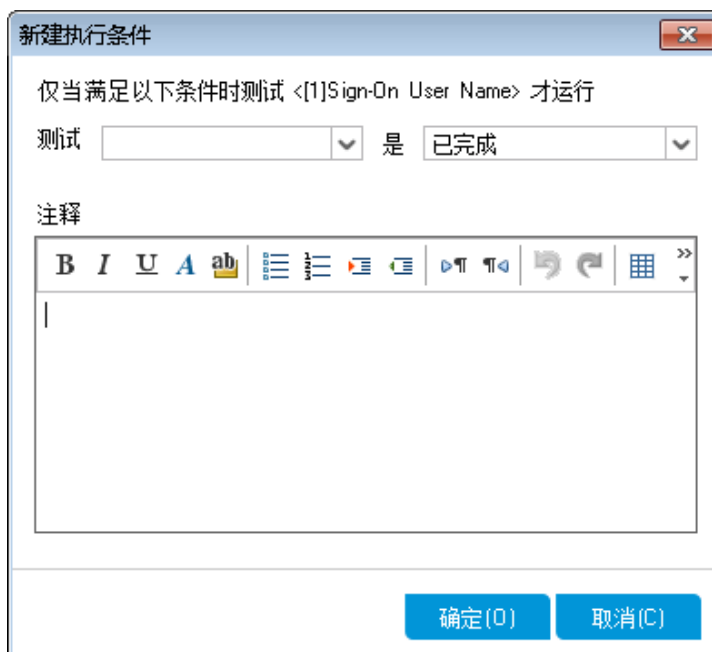 新建执行条件
仅当满足以下条件时测试 <[1]Sign-On User Name> 才运行
测试 是 已完成
注释
B I U A ab
确定(O) 取消(C)